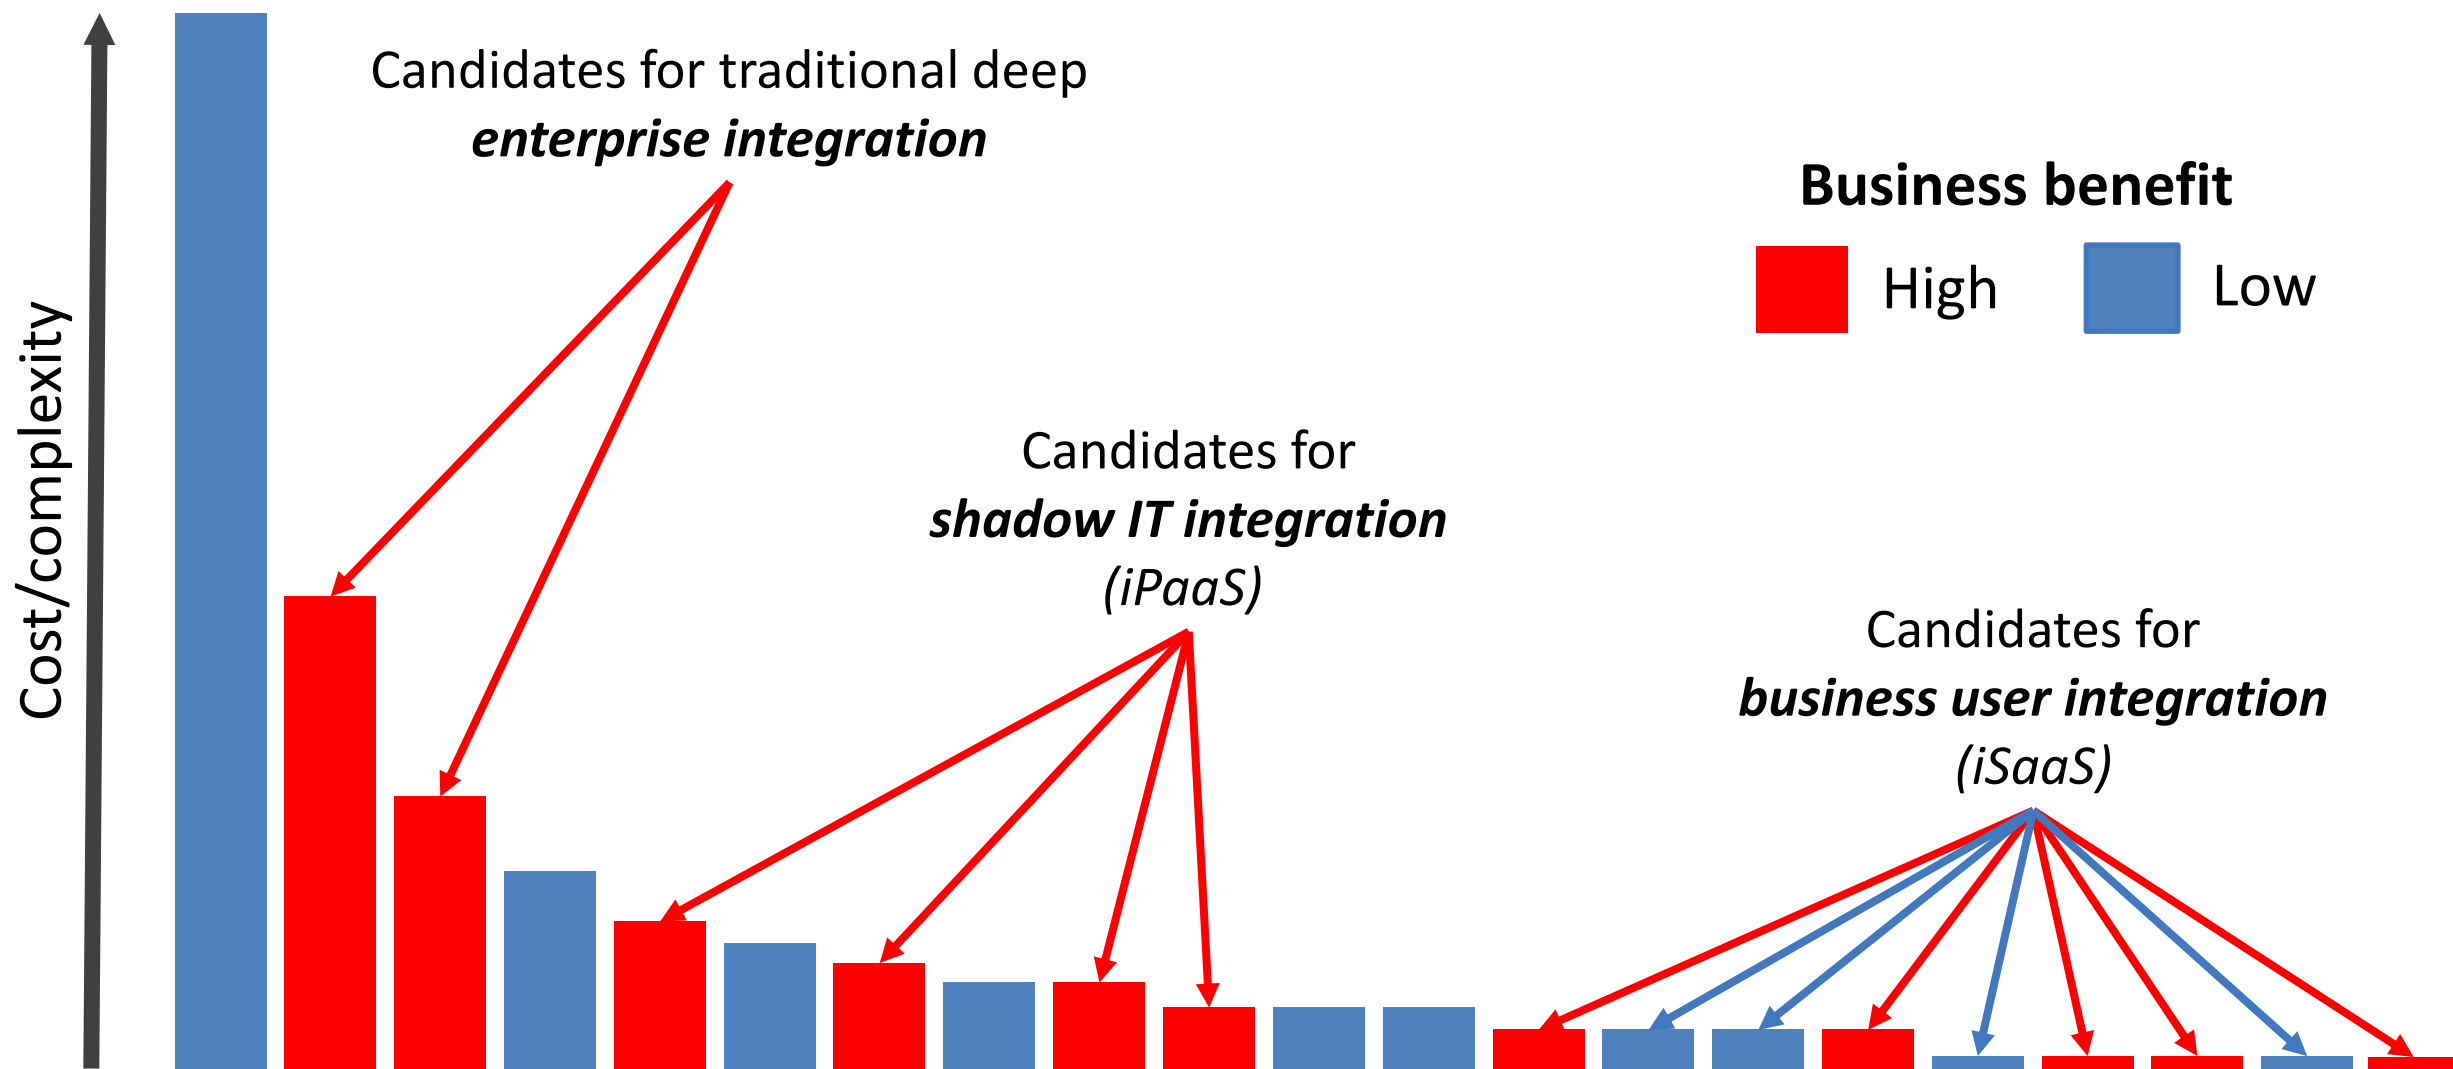 Candidates for traditional deep
enterprise integration
Business benefit
High
Low
Cost/complexity
Candidates for
shadow IT integration
(iPaaS)
Candidates for
business user integration
(iSaaS)